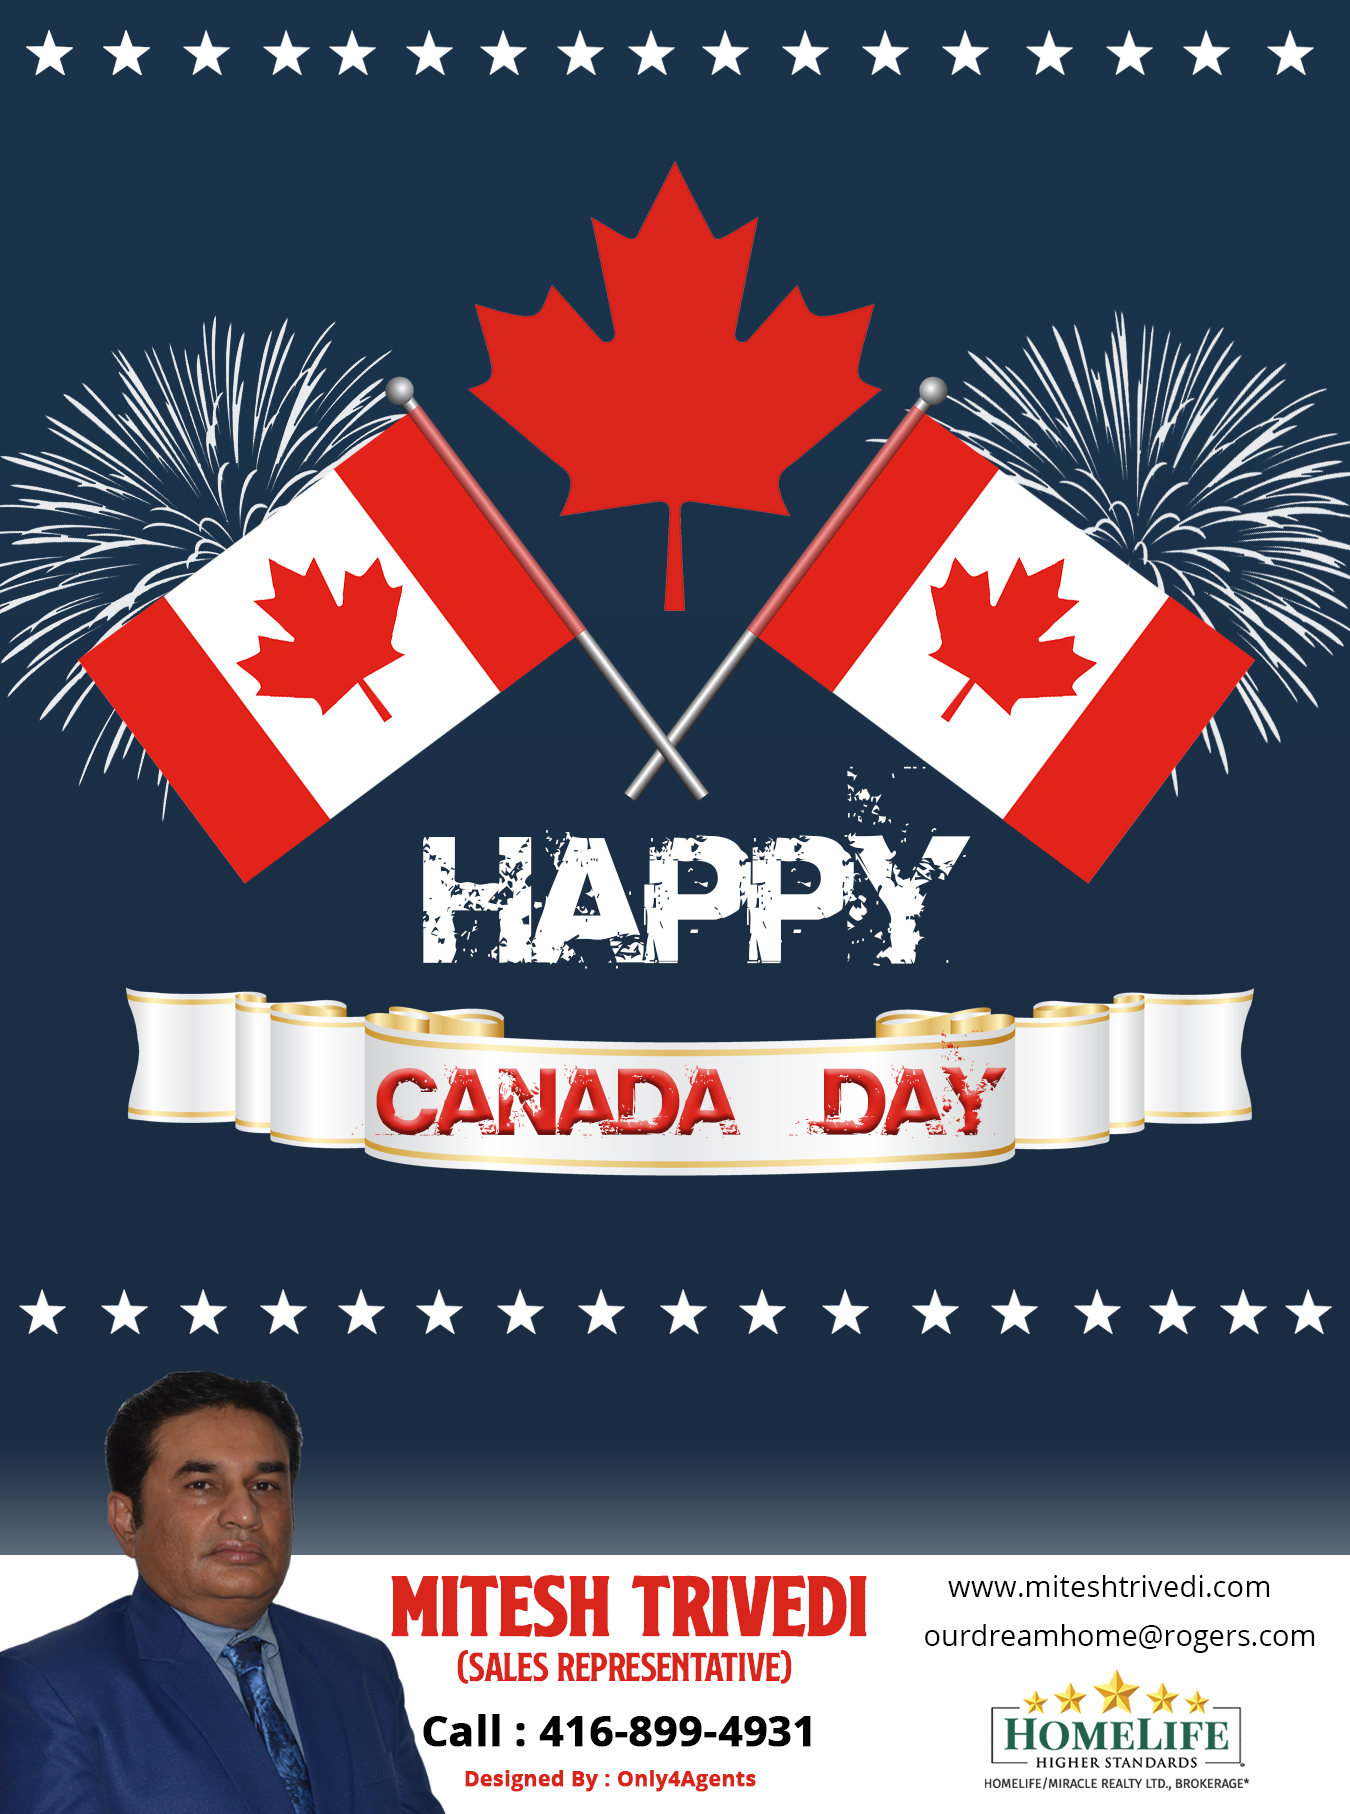 HAPPY
CANADA DAY
MITESH TRIVEDI
(SALES REPRESENTATIVE)
Call : 416-899-4931
Designed By : Only4Agents
www.miteshtrivedi.com
ourdreamhome@rogers.com
HOMELIFE
HIGHER STANDARDS
HOMELIFE/MIRACLE REALTY LTD., BROKERAGE*